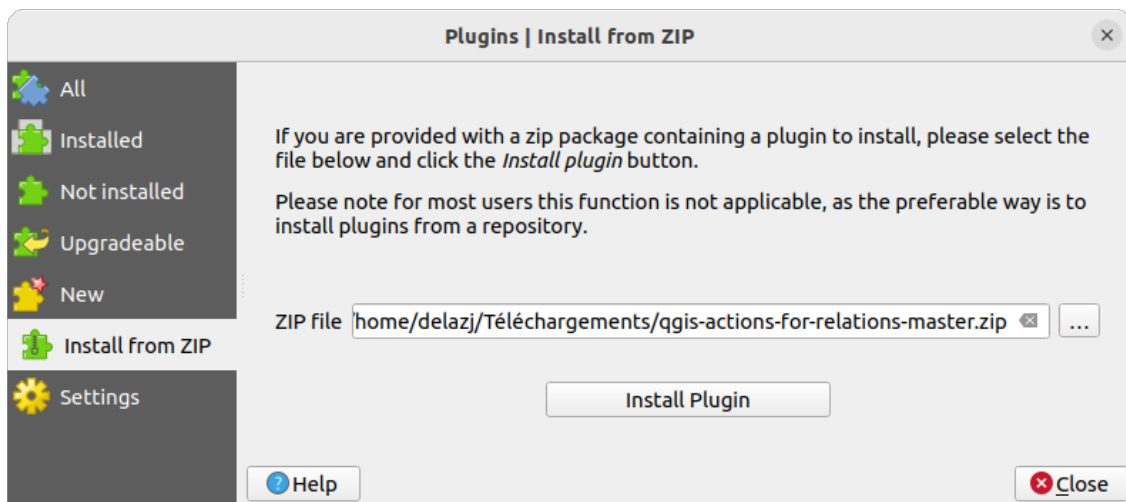 Plugins | Install from ZIP
All
Installed
Not installed
Upgradeable
New
Install from ZIP
Settings
If you are provided with a zip package containing a plugin to install, please select the
file below and click the Install plugin button.
Please note for most users this function is not applicable, as the preferable way is to
install plugins from a repository.
ZIP file /home/delazj/Téléchargements/qgis-actions-for-relations-master.zip ...
Install Plugin
Help
Close